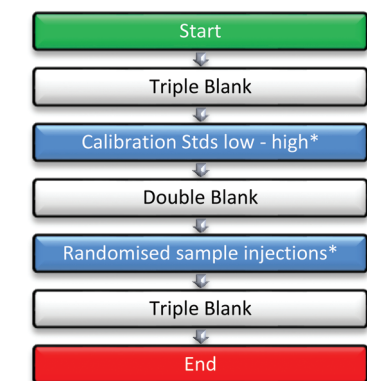 Start
Triple Blank
Calibration Stds low - high*
Double Blank
Randomised sample injections*
Triple Blank
End